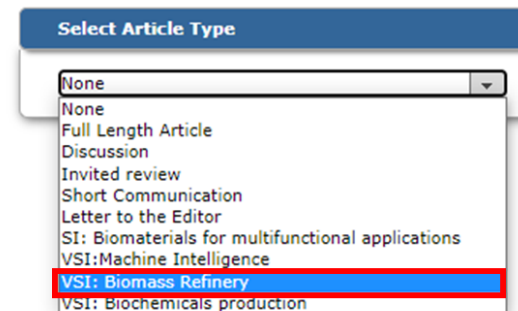 Select Article Type
None
None
Full Length Article
Discussion
Invited review
Short Communication
Letter to the Editor
SI: Biomaterials for multifunctional applications
VSI:Machine Intelligence
VSI: Biomass Refinery
VSI: Biochemicals production